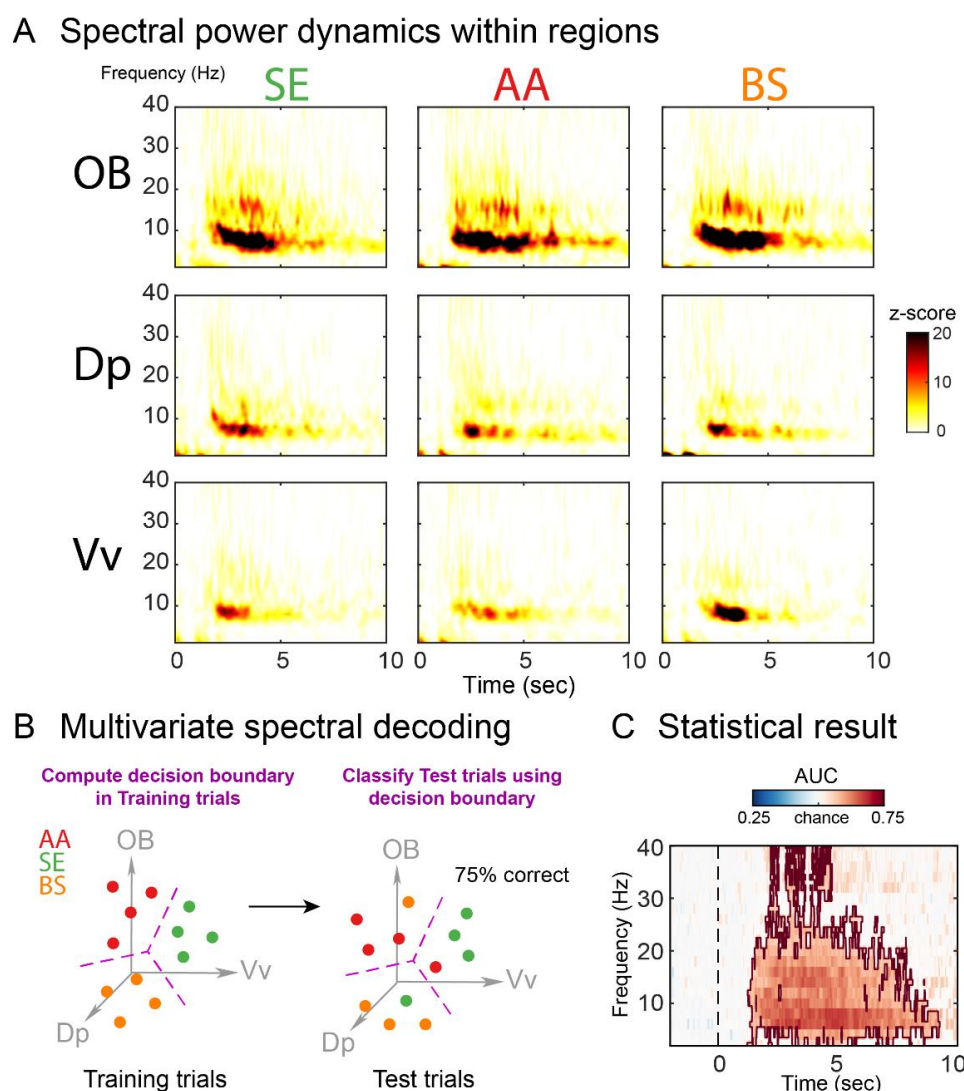 A Spectral power dynamics within regions
Frequency (Hz)
SE AA BS
OB
40
30
20
10
Dp
40
30
20
10
z-score
20
10
0
Vv
40
30
20
10
0 5 10 0 5 10 0 5 10
Time (sec)
B Multivariate spectral decoding
Compute decision boundary
in Training trials
Classify Test trials using
decision boundary
AA
SE
BS
OB
Vv
Dp
Training trials
OB
75% correct
Vv
Dp
Test trials
C Statistical result
AUC
0.25 chance 0.75
Frequency (Hz)
40
30
20
10
0 5 10
Time (sec)